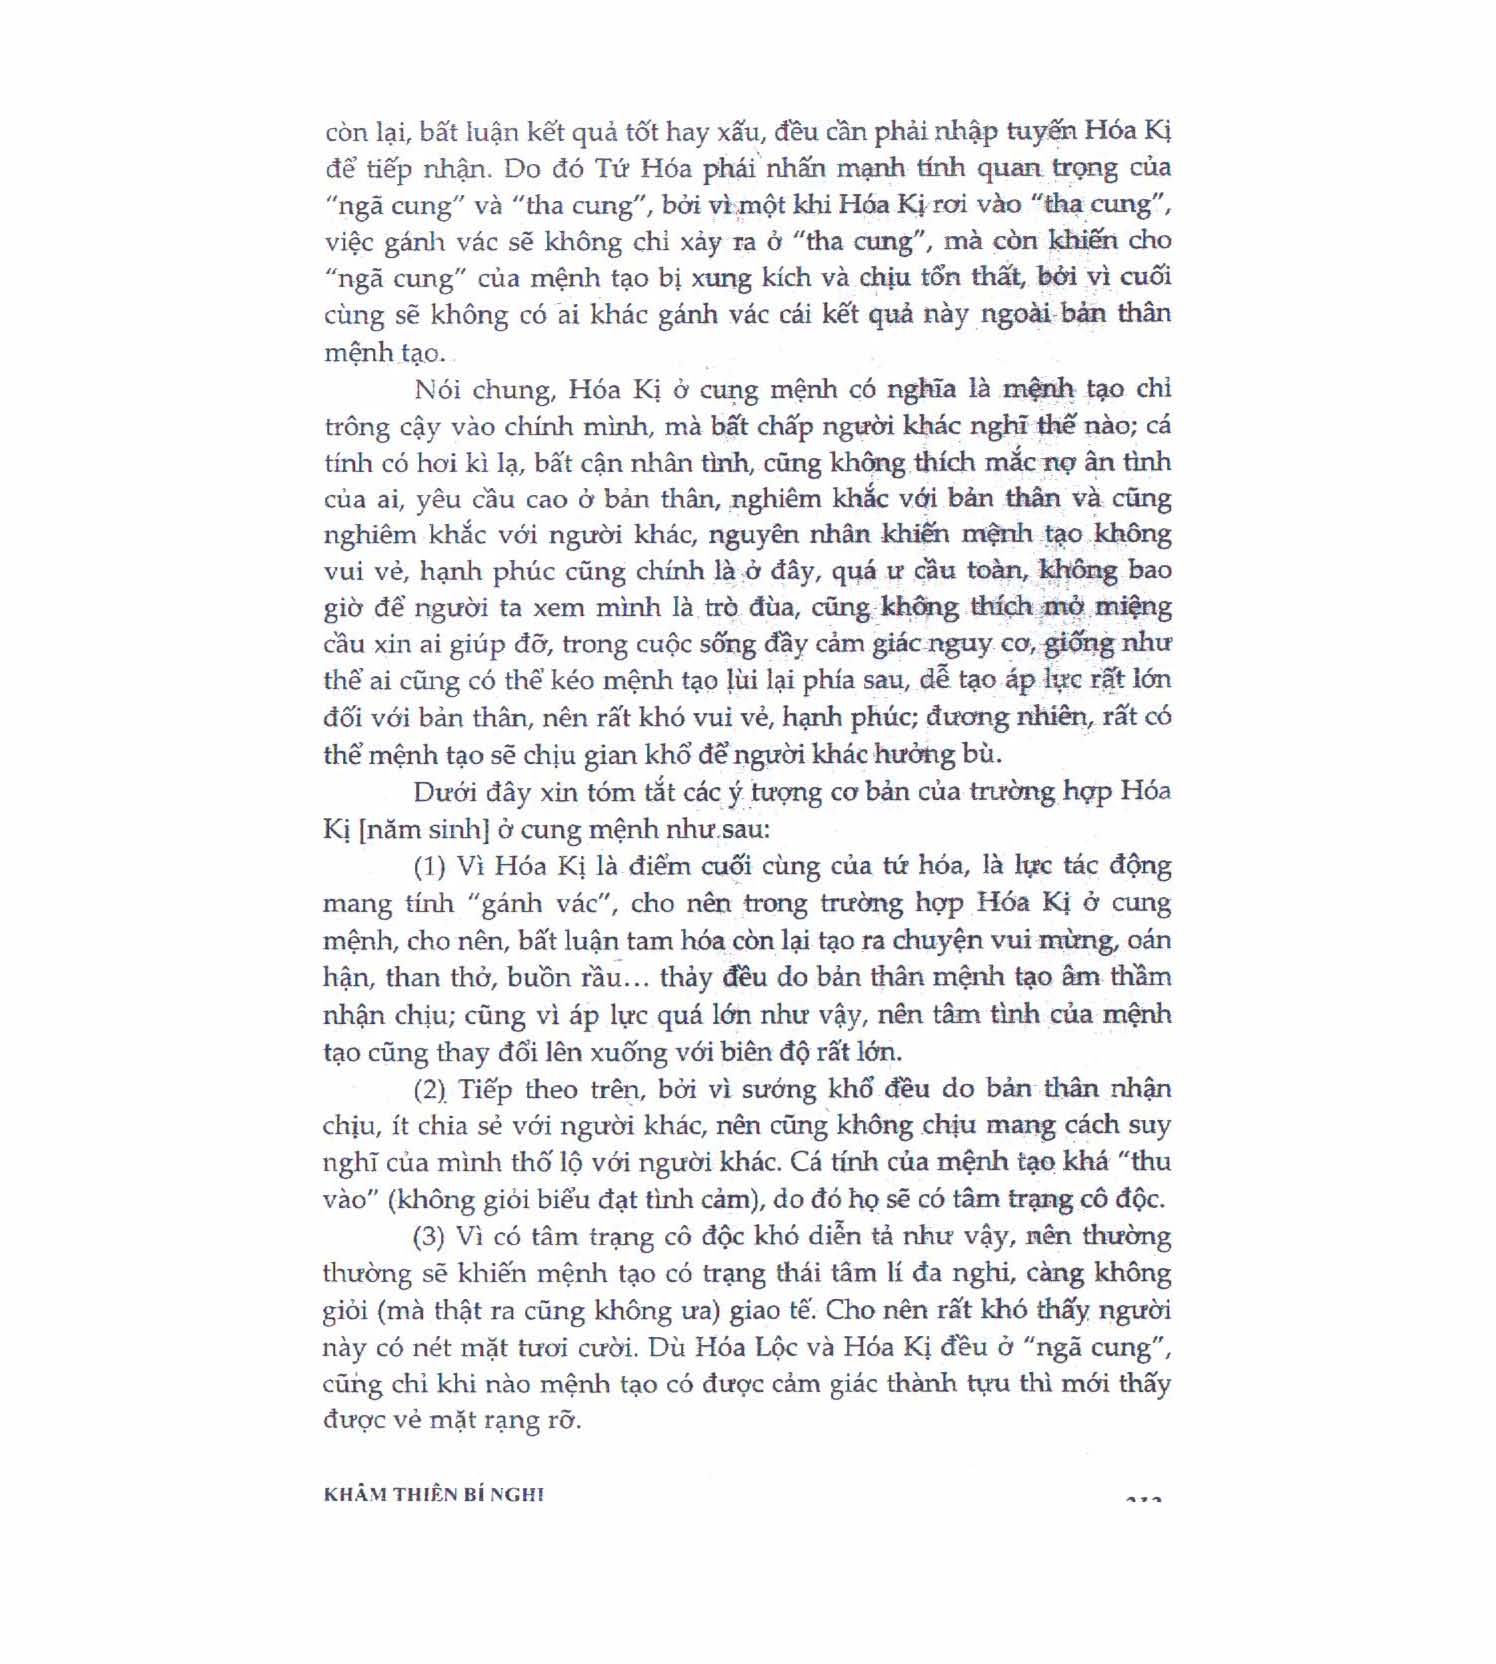 còn lại, bất luận kết quả tốt hay xấu, đều cần phải nhập tuyến Hóa Kị
để tiếp nhận. Do đó Tứ Hóa phái nhấn mạnh tính quan trọng của
“ngã cung” và “tha cung”, bởi vì một khi Hóa Kị rơi vào “tha cung”,
việc gánh vác sẽ không chỉ xảy ra ở “tha cung”, mà còn khiến cho
“ngã cung” của mệnh tạo bị xung kích và chịu tổn thất, bởi vì cuối
cùng sẽ không có ai khác gánh vác cái kết quả này ngoài bản thân
mệnh tạo.
Nói chung, Hóa Kị ở cung mệnh có nghĩa là mệnh tạo chỉ
trông cậy vào chính mình, mà bất chấp người khác nghĩ thế nào; cá
tính có hơi kì lạ, bất cận nhân tình, cũng không thích mắc nợ ân tình
của ai, yêu cầu cao ở bản thân, nghiêm khắc với bản thân và cũng
nghiêm khắc với người khác, nguyên nhân khiến mệnh tạo không
vui vẻ, hạnh phúc cũng chính là ở đây, quá ư cầu toàn, không bao
giờ để người ta xem mình là trò đùa, cũng không thích mở miệng
cầu xin ai giúp đỡ, trong cuộc sống đầy cảm giác nguy cơ, giống như
thể ai cũng có thể kéo mệnh tạo lùi lại phía sau, dễ tạo áp lực rất lớn
đối với bản thân, nên rất khó vui vẻ, hạnh phúc; đương nhiên, rất có
thể mệnh tạo sẽ chịu gian khổ để người khác hưởng bù.
Dưới đây xin tóm tắt các ý tượng cơ bản của trường hợp Hóa
Kị [năm sinh] ở cung mệnh như sau:
(1) Vì Hóa Kị là điểm cuối cùng của tứ hóa, là lực tác động
mang tính “gánh vác”, cho nên trong trường hợp Hóa Kị ở cung
mệnh, cho nên, bất luận tam hóa còn lại tạo ra chuyện vui mừng, oán
hận, than thở, buồn rầu... thảy đều do bản thân mệnh tạo âm thầm
nhận chịu; cũng vì áp lực quá lớn như vậy, nên tâm tình của mệnh
tạo cũng thay đổi lên xuống với biên độ rất lớn.
(2) Tiếp theo trên, bởi vì sướng khổ đều do bản thân nhận
chịu, ít chia sẻ với người khác, nên cũng không chịu mang cách suy
nghĩ của mình thố lộ với người khác. Cá tính của mệnh tạo khá “thu
vào” (không giỏi biểu đạt tình cảm), do đó họ sẽ có tâm trạng cô độc.
(3) Vì có tâm trạng cô độc khó diễn tả như vậy, nên thường
thường sẽ khiến mệnh tạo có trạng thái tâm lí đa nghi, càng không
giỏi (mà thật ra cũng không ưa) giao tế. Cho nên rất khó thấy người
này có nét mặt tươi cười. Dù Hóa Lộc và Hóa Kị đều ở “ngã cung”,
cũng chỉ khi nào mệnh tạo có được cảm giác thành tựu thì mới thấy
được vẻ mặt rạng rỡ.
KHÂM THIÊN BÍ NGHI